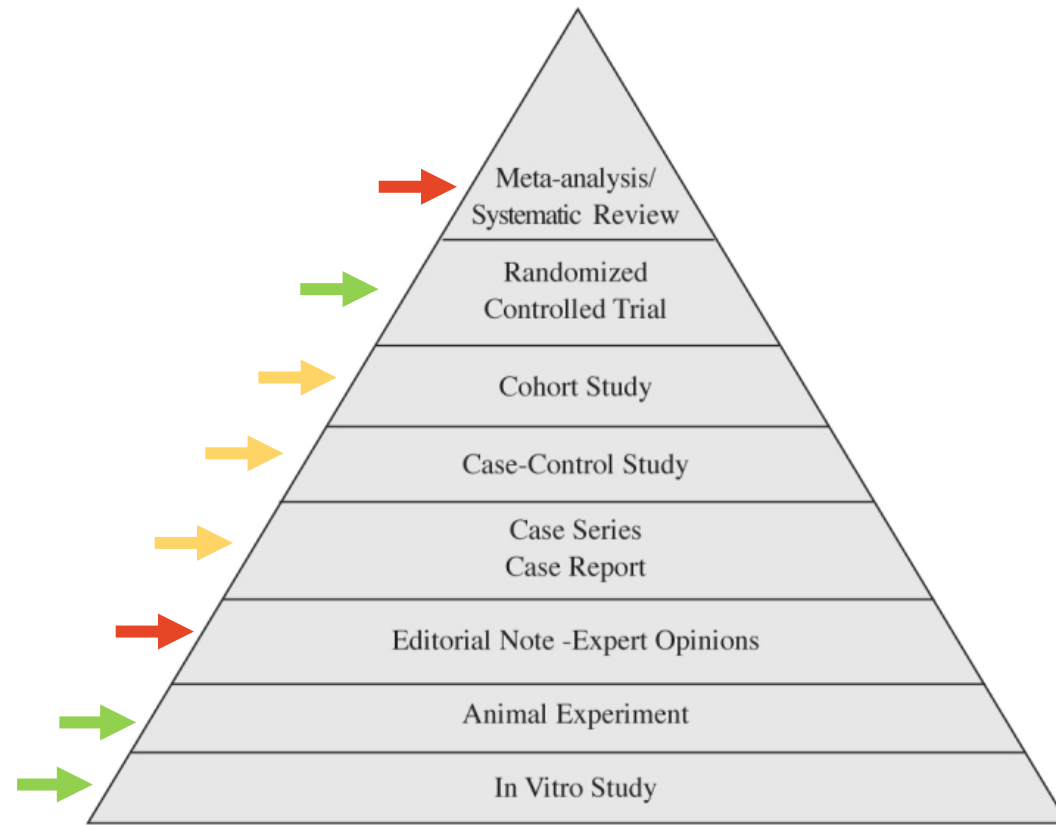 Meta-analysis/
Systematic Review
Randomized
Controlled Trial
Cohort Study
Case-Control Study
Case Series
Case Report
Editorial Note -Expert Opinions
Animal Experiment
In Vitro Study